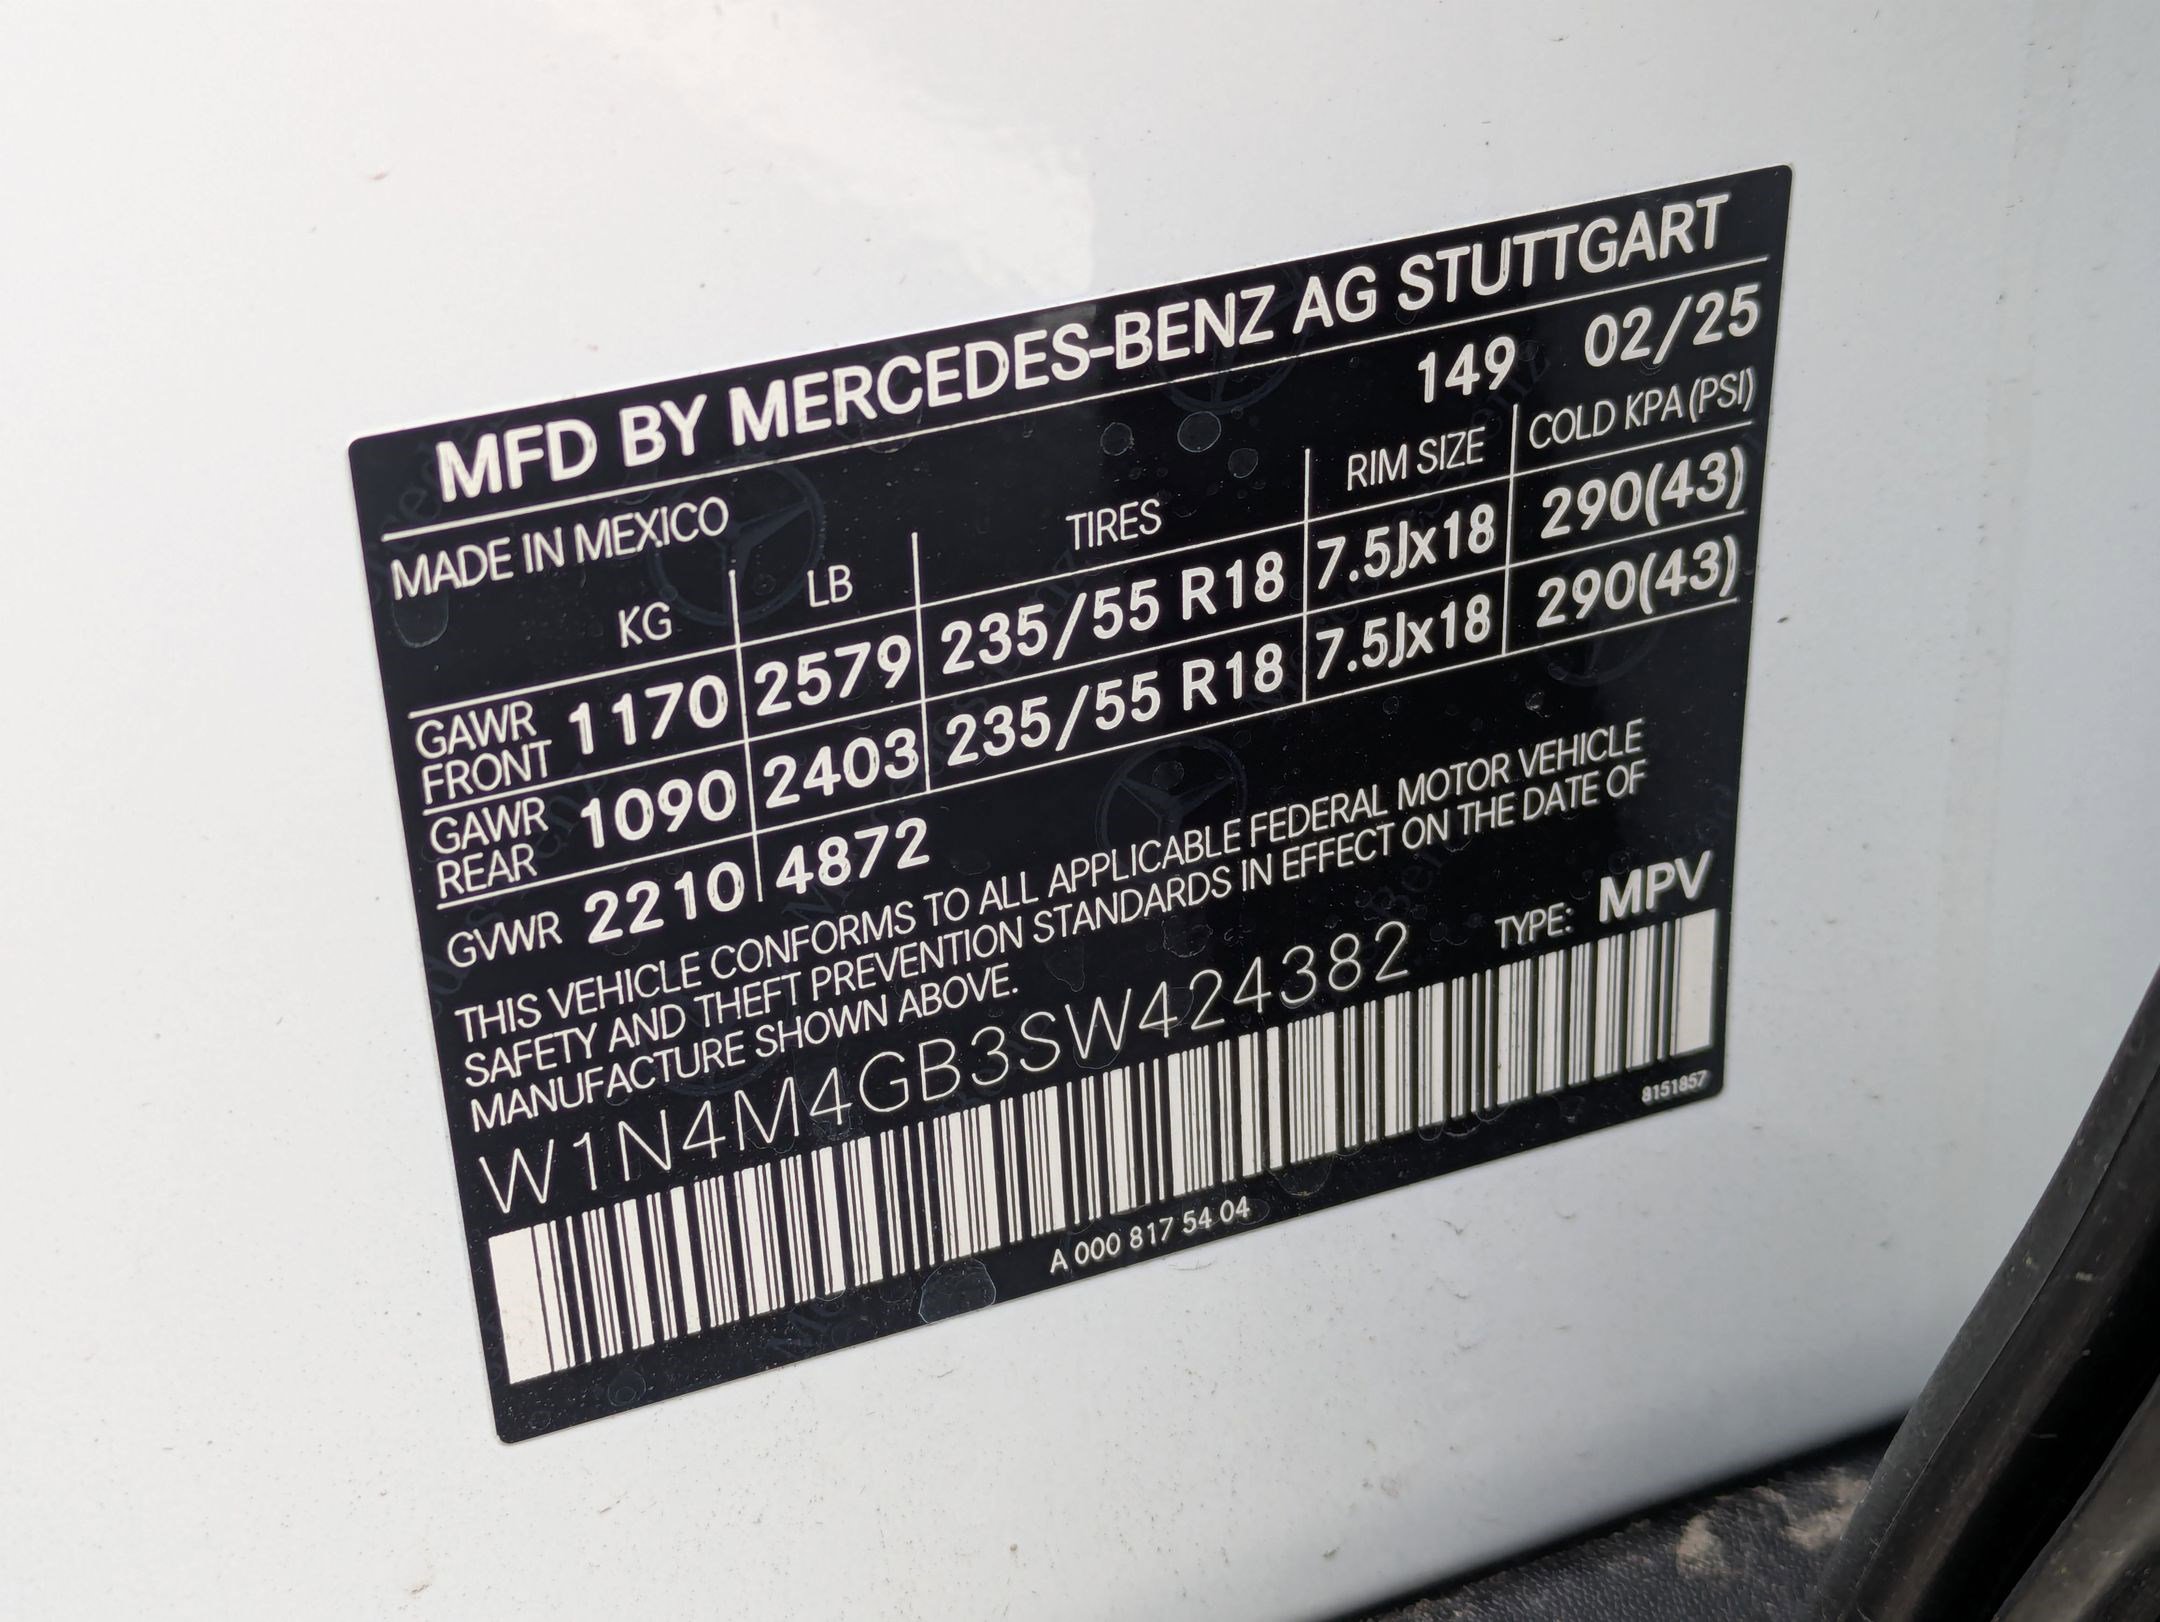 MFD BY MERCEDES-BENZ AG STUTTGART
MADE IN MEXICO 149 02/25
KG LB TIRES RIM SIZE COLD KPA (PSI)
GAWR FRONT 1170 2579 235/55 R18 7.5Jx18 290(43)
GAWR REAR 1090 2403 235/55 R18 7.5Jx18 290(43)
GVWR 2210 4872
THIS VEHICLE CONFORMS TO ALL APPLICABLE FEDERAL MOTOR VEHICLE
SAFETY AND THEFT PREVENTION STANDARDS IN EFFECT ON THE DATE OF
MANUFACTURE SHOWN ABOVE.
TYPE: MPV
W1N4M4GB3SW424382
8151857
A 000 817 54 04